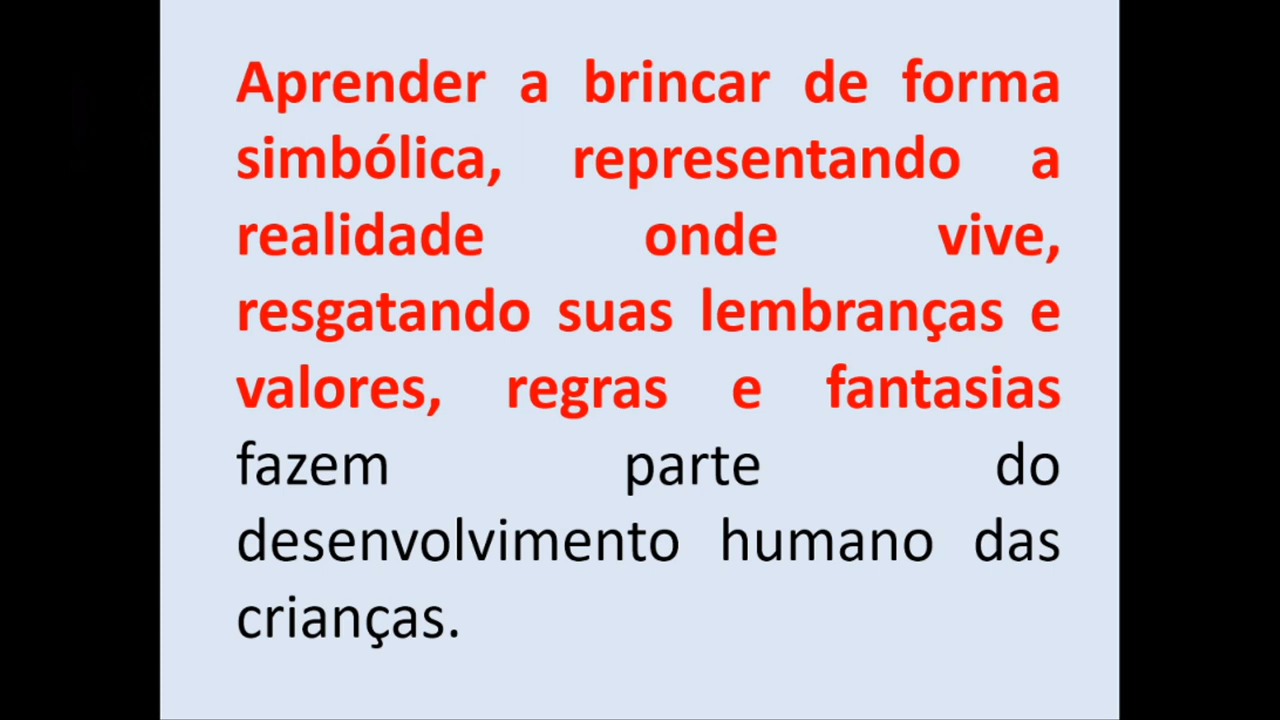 Aprender a brincar de forma
simbólica, representando a
realidade onde vive,
resgatando suas lembranças e
valores, regras e fantasias
fazem parte do
desenvolvimento humano das
crianças.